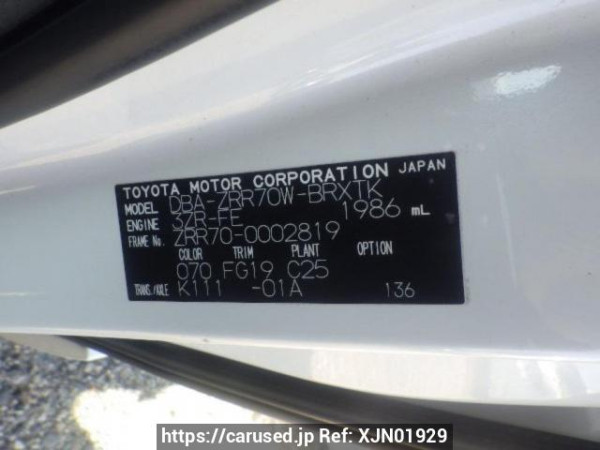 TOYOTA MOTOR CORPORATION JAPAN
MODEL DBA-ZRR70W-BRXTK
ENGINE 3ZR-FE 1986 mL
FRAME No. ZRR70-0002819
COLOR TRIM PLANT OPTION
070 FG19 C25
TRANS./AXLE K111 -01A 136
https://carused.jp Ref: XJN01929